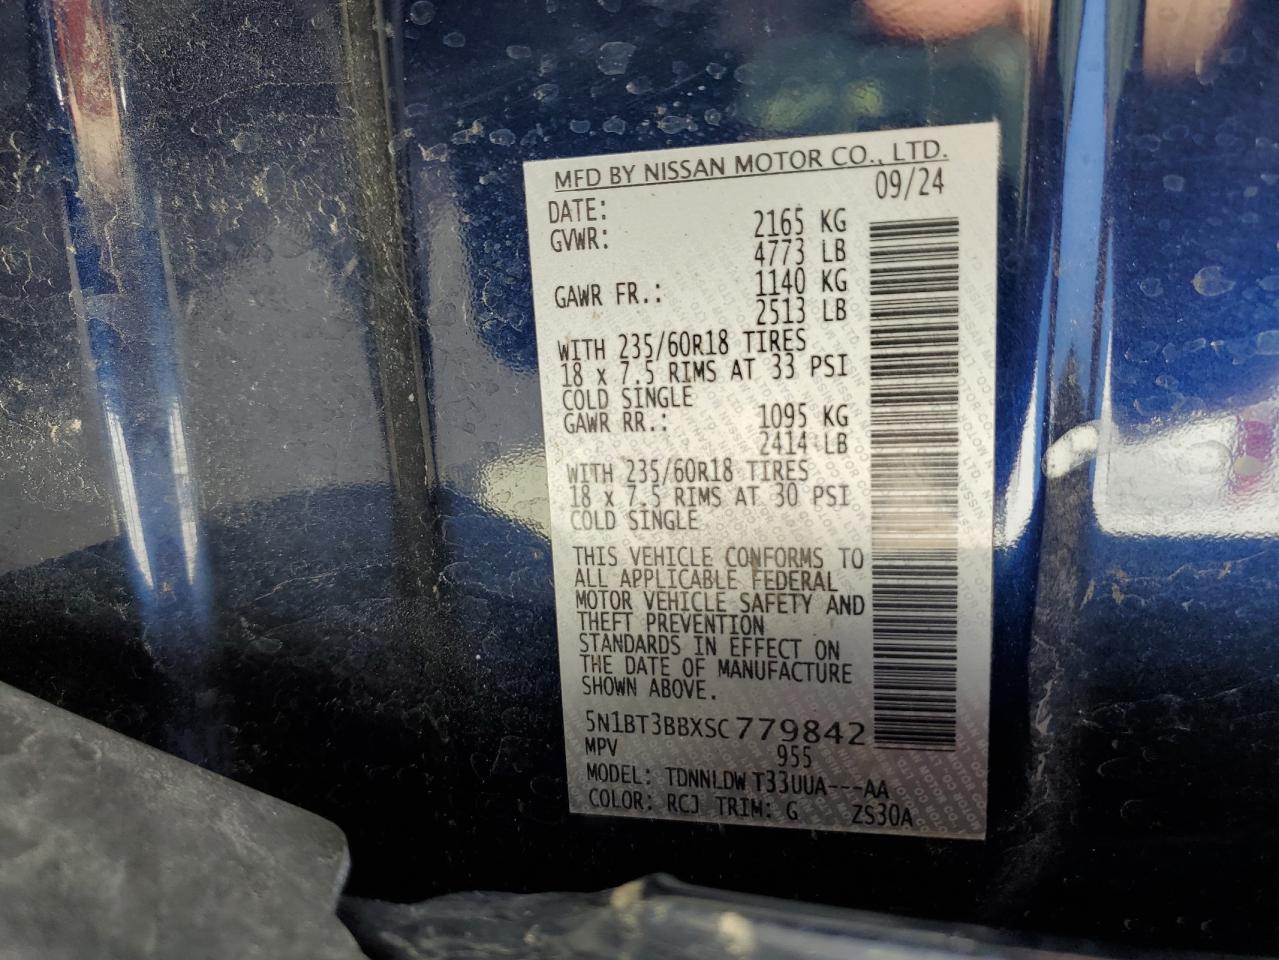 MFD BY NISSAN MOTOR CO., LTD.
DATE: 09/24
GVWR: 2165 KG
4773 LB
GAWR FR.: 1140 KG
2513 LB
WITH 235/60R18 TIRES
18 x 7.5 RIMS AT 33 PSI
COLD SINGLE
GAWR RR.: 1095 KG
2414 LB
WITH 235/60R18 TIRES
18 x 7.5 RIMS AT 30 PSI
COLD SINGLE
THIS VEHICLE CONFORMS TO
ALL APPLICABLE FEDERAL
MOTOR VEHICLE SAFETY AND
THEFT PREVENTION
STANDARDS IN EFFECT ON
THE DATE OF MANUFACTURE
SHOWN ABOVE.
5N1BT3BBXSC779842
MPV 955
MODEL: TDNNLDW T33UUA---AA
COLOR: RCJ TRIM: G ZS30A